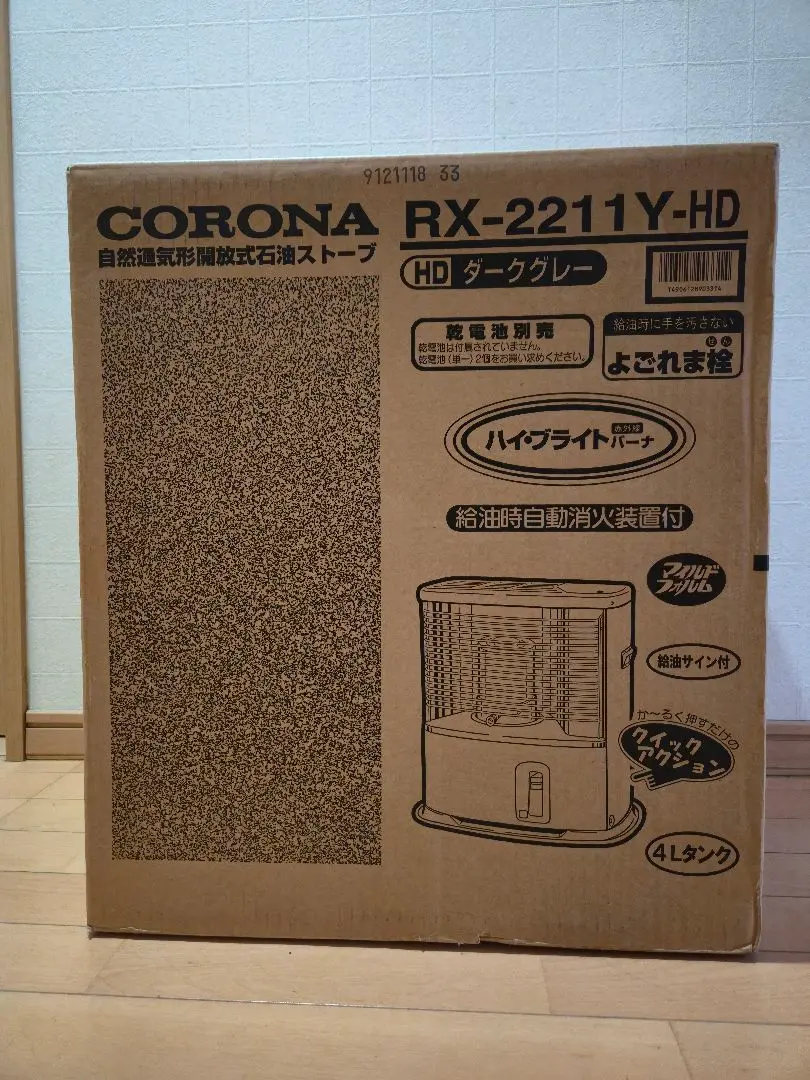 9121118 33
CORONA
自然通気形開放式石油ストーブ
RX-2211Y-HD
HD ダークグレー
乾電池別売
乾電池は付属されていません。
乾電池(単一)2個をお買い求めください。
給油時に手を汚さない
よごれま栓
せん
ハイ・ブライト赤外線バーナ
給油時自動消火装置付
マイルド
フォルム
給油サイン付
か〜るく押すだけの
クイック
アクション
4Lタンク